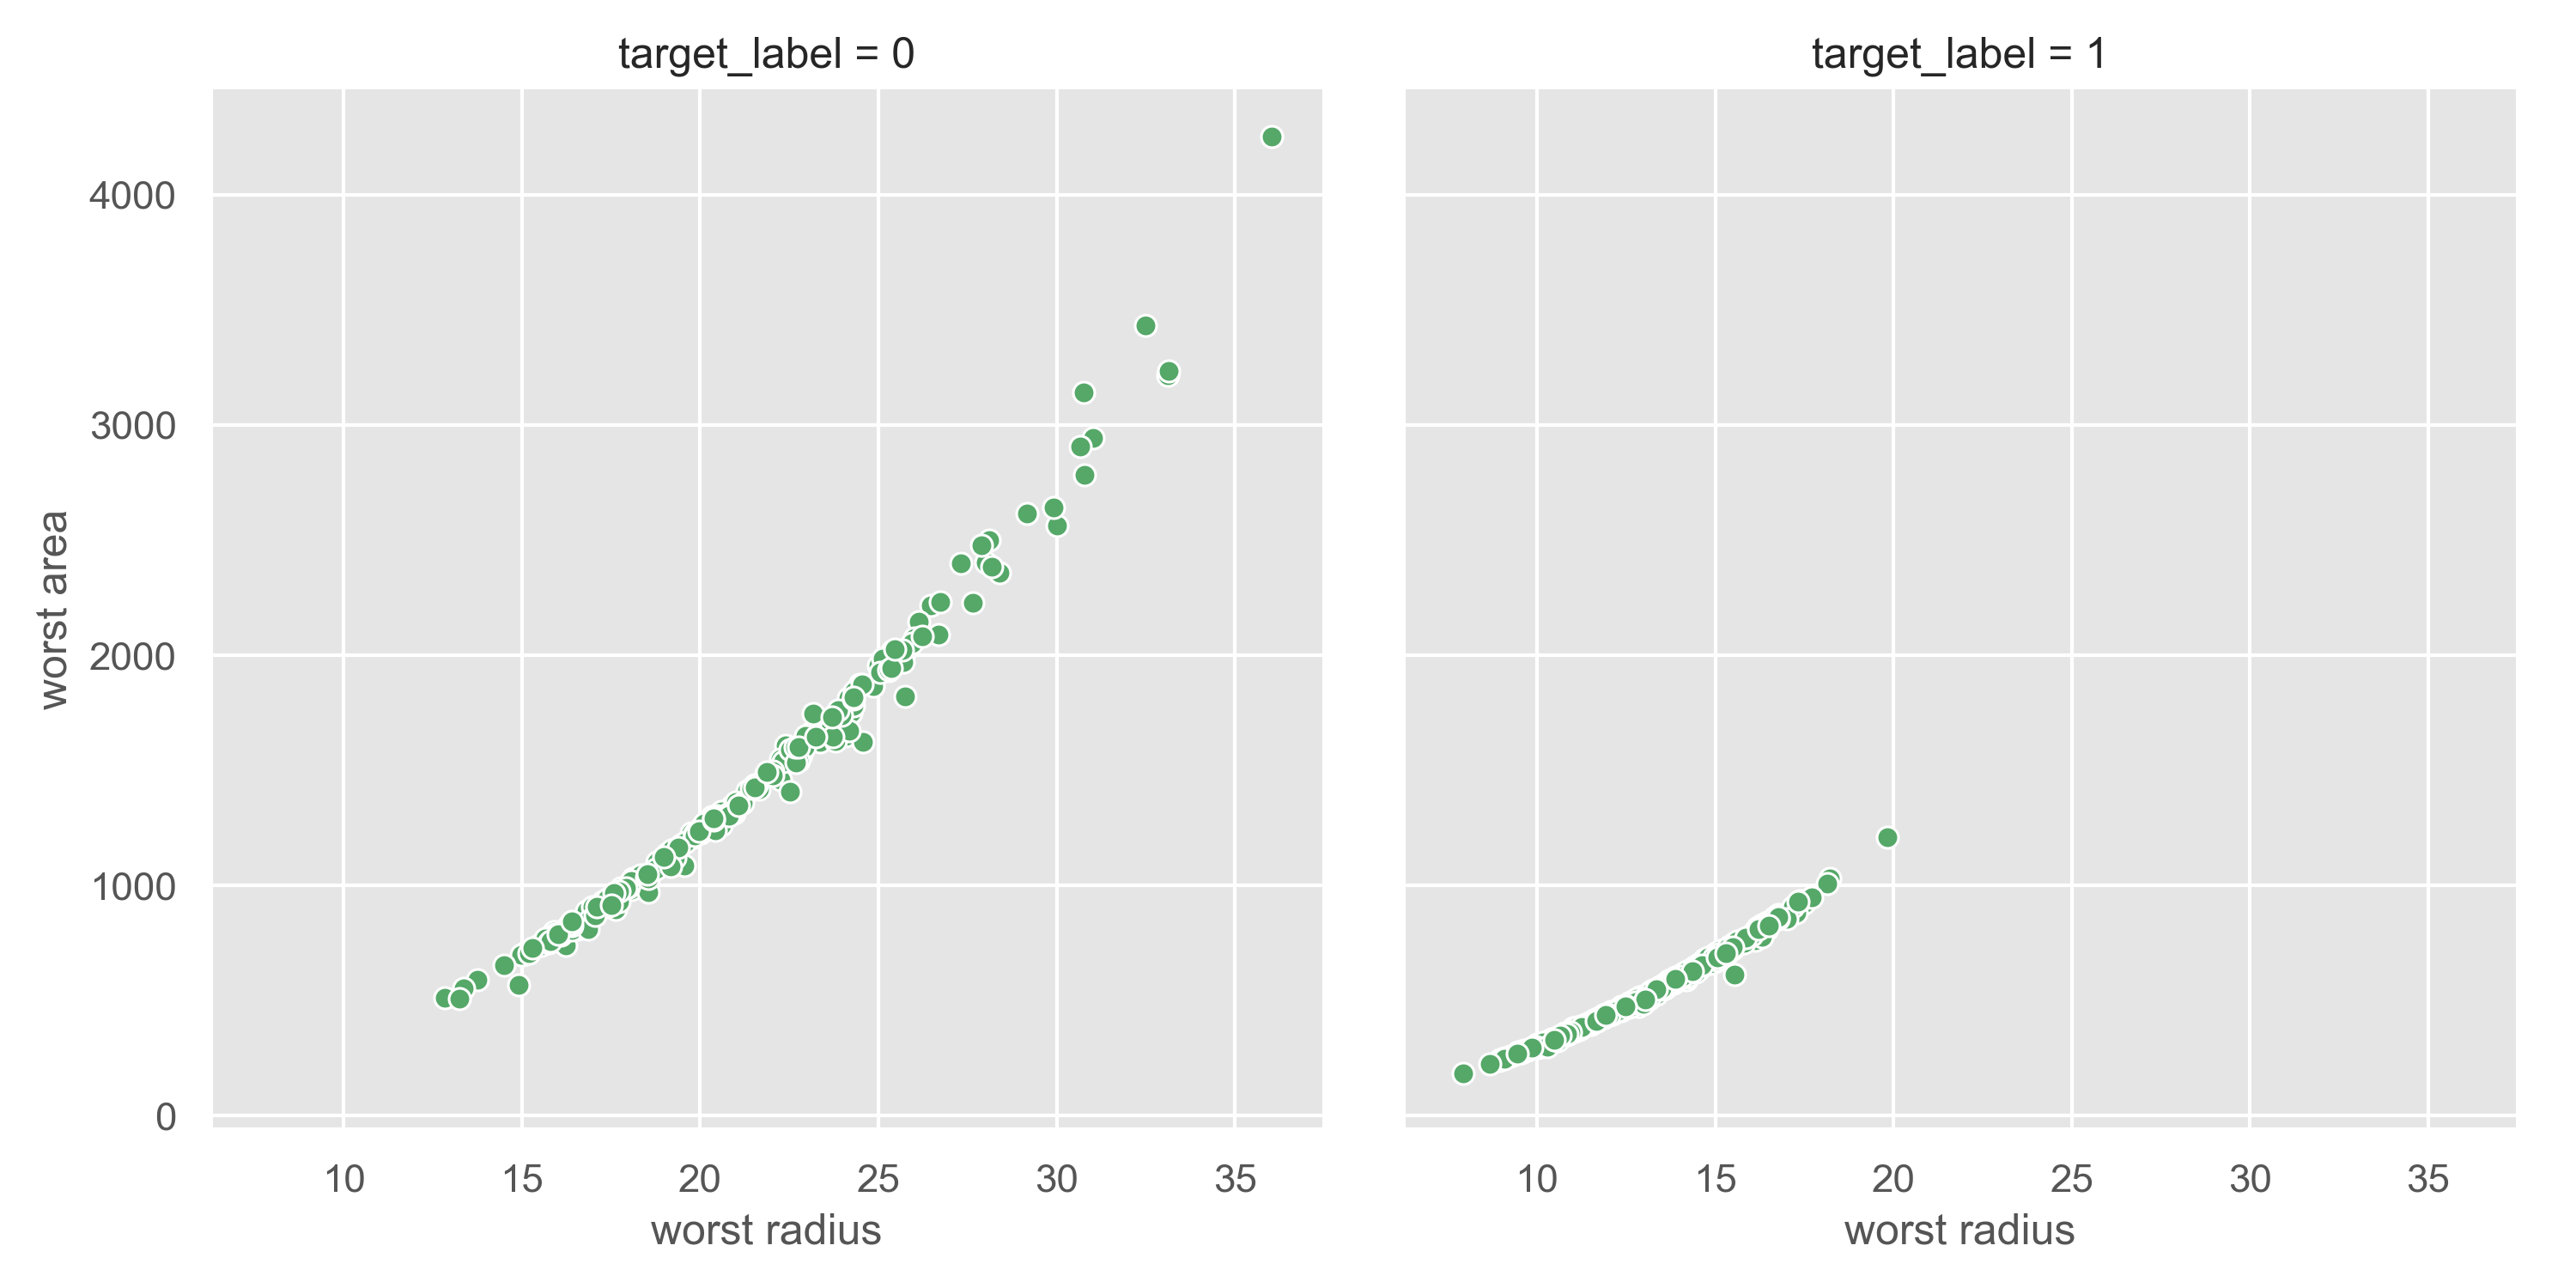 target_label = 0
target_label = 1
4000
3000
2000
1000
0
worst area
10 15 20 25 30 35
10 15 20 25 30 35
worst radius
worst radius